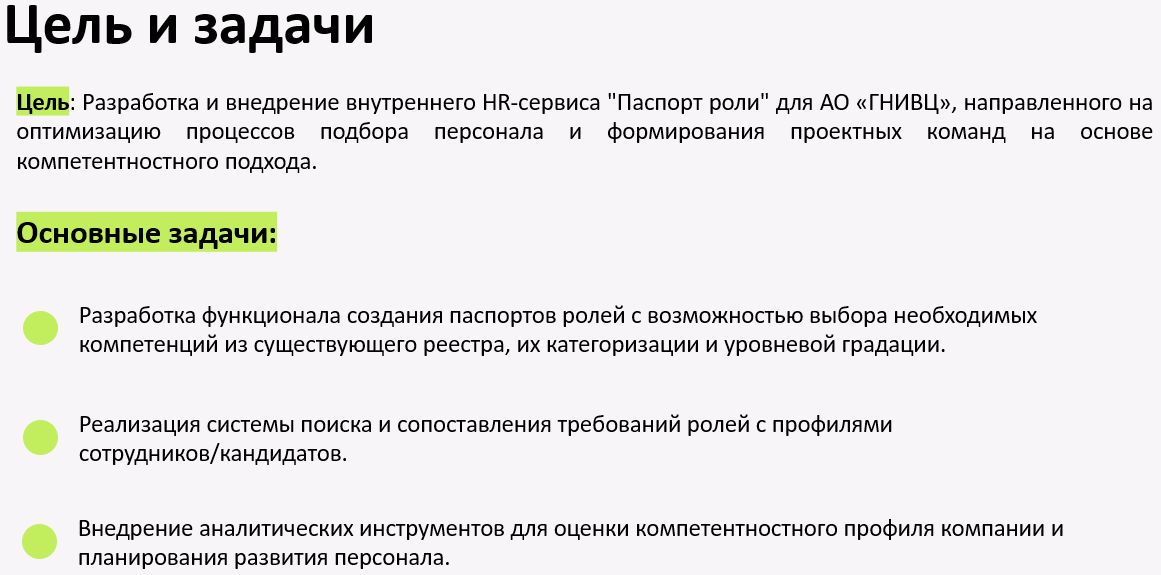 Цель и задачи
Цель: Разработка и внедрение внутреннего HR-сервиса "Паспорт роли" для АО «ГНИВЦ», направленного на
оптимизацию процессов подбора персонала и формирования проектных команд на основе
компетентностного подхода.
Основные задачи:
Разработка функционала создания паспортов ролей с возможностью выбора необходимых
компетенций из существующего реестра, их категоризации и уровневой градации.
Реализация системы поиска и сопоставления требований ролей с профилями
сотрудников/кандидатов.
Внедрение аналитических инструментов для оценки компетентностного профиля компании и
планирования развития персонала.